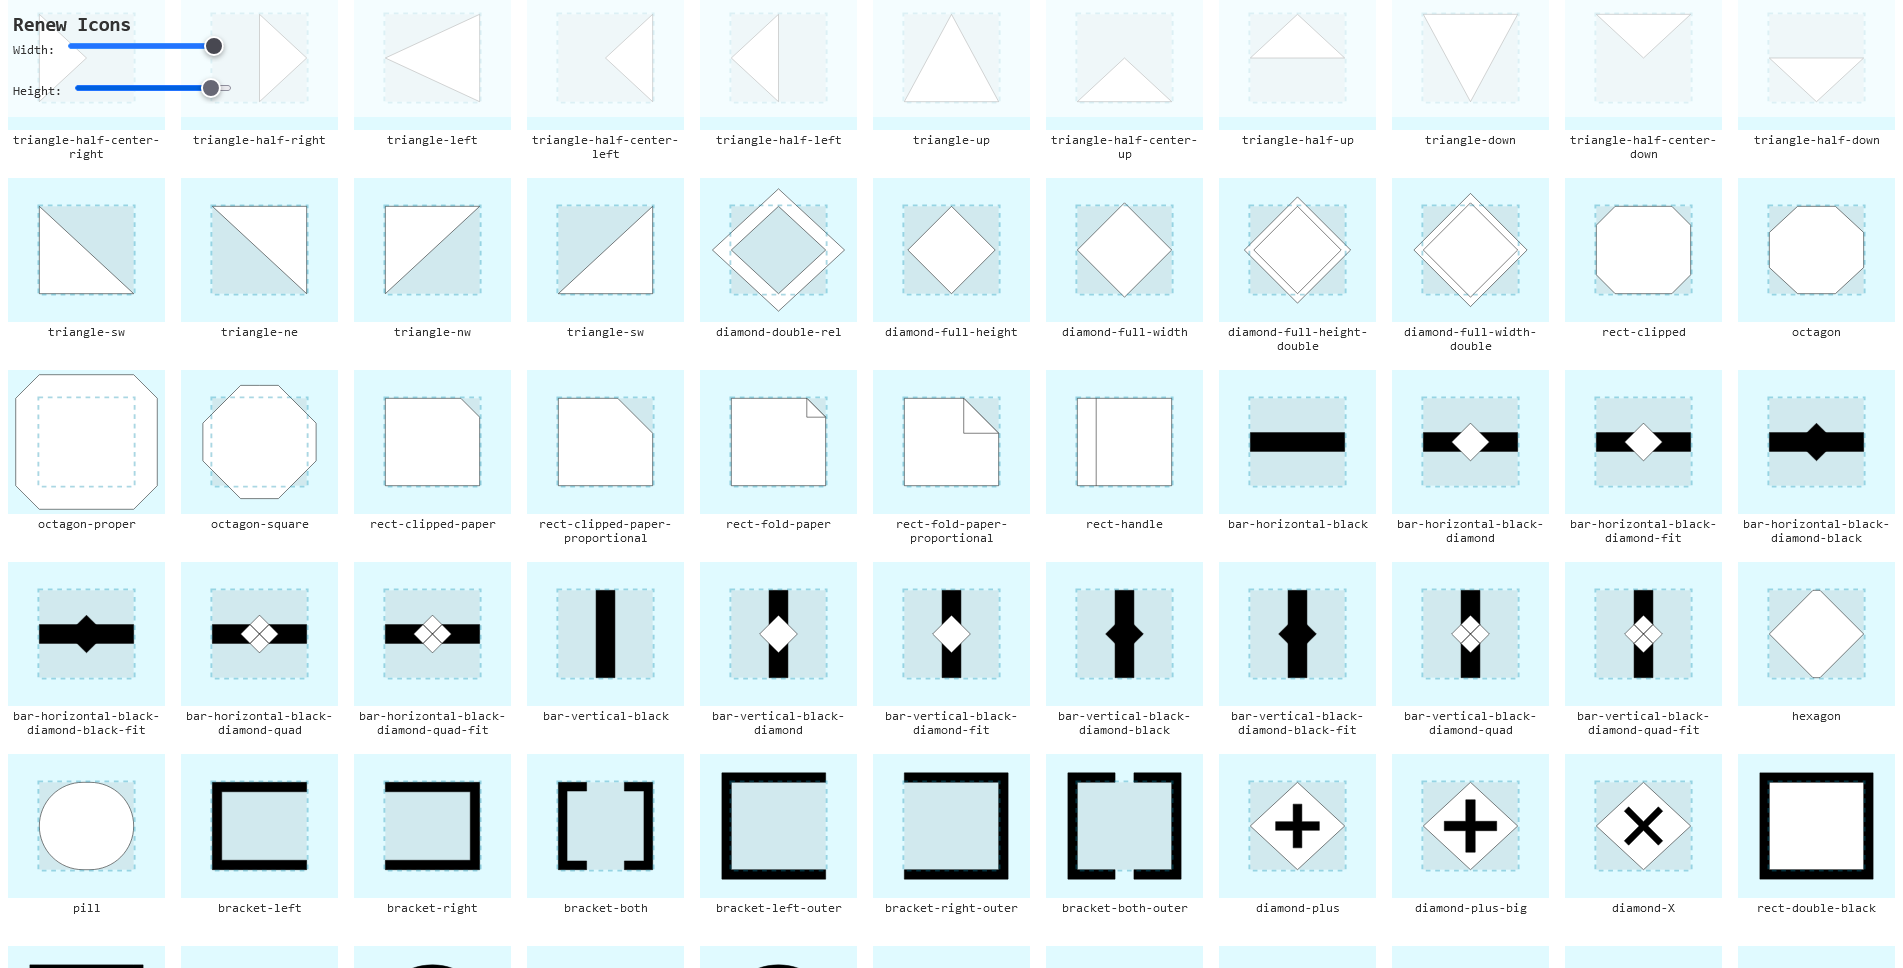 Renew Icons
Width:
Height:
triangle-half-center-
right
triangle-half-right
triangle-left
triangle-half-center-
left
triangle-half-left
triangle-up
triangle-half-center-
up
triangle-half-up
triangle-down
triangle-half-center-
down
triangle-half-down
triangle-sw
triangle-ne
triangle-nw
triangle-sw
diamond-double-rel
diamond-full-height
diamond-full-width
diamond-full-height-
double
diamond-full-width-
double
rect-clipped
octagon
octagon-proper
octagon-square
rect-clipped-paper
rect-clipped-paper-
proportional
rect-fold-paper
rect-fold-paper-
proportional
rect-handle
bar-horizontal-black
bar-horizontal-black-
diamond
bar-horizontal-black-
diamond-fit
bar-horizontal-black-
diamond-black
bar-horizontal-black-
diamond-black-fit
bar-horizontal-black-
diamond-quad
bar-horizontal-black-
diamond-quad-fit
bar-vertical-black
bar-vertical-black-
diamond
bar-vertical-black-
diamond-fit
bar-vertical-black-
diamond-black
bar-vertical-black-
diamond-black-fit
bar-vertical-black-
diamond-quad
bar-vertical-black-
diamond-quad-fit
hexagon
pill
bracket-left
bracket-right
bracket-both
bracket-left-outer
bracket-right-outer
bracket-both-outer
diamond-plus
diamond-plus-big
diamond-X
rect-double-black